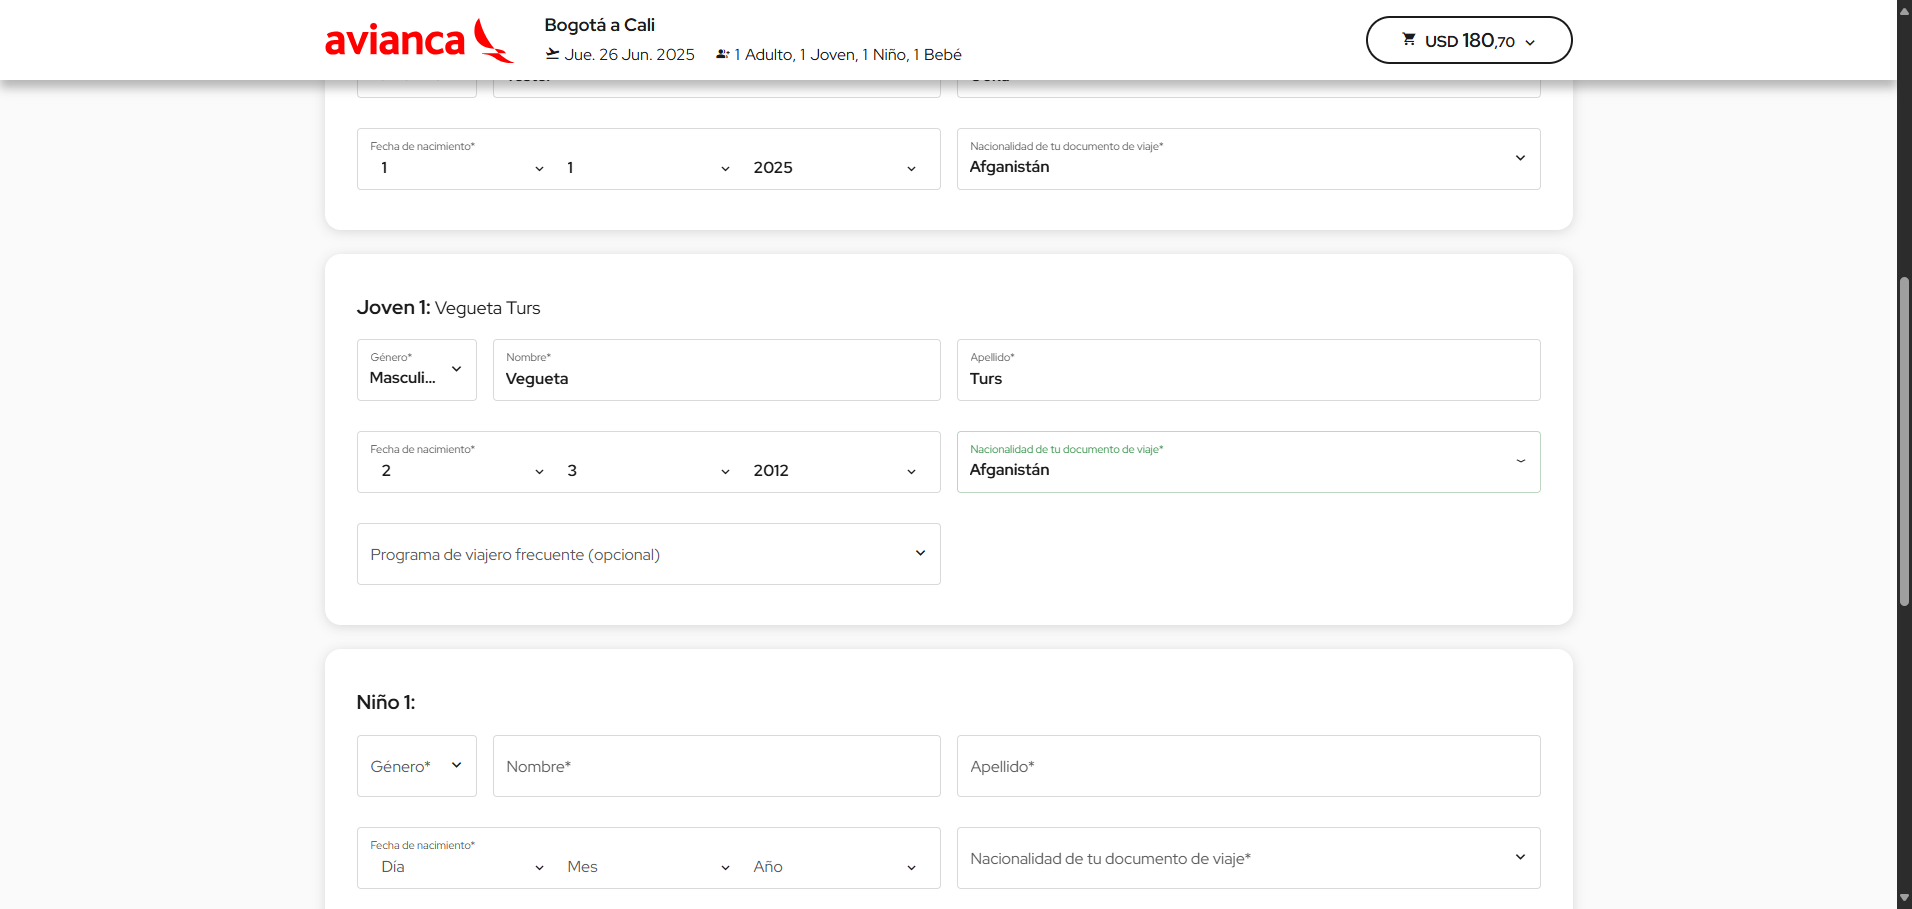 avianca
Bogotá a Cali
Jue. 26 Jun. 2025
1 Adulto, 1 Joven, 1 Niño, 1 Bebé
USD 180,70
Fecha de nacimiento*
1 1 2025
Nacionalidad de tu documento de viaje*
Afganistán
Joven 1: Vegueta Turs
Género*
Masculi...
Nombre*
Vegueta
Apellido*
Turs
Fecha de nacimiento*
2 3 2012
Nacionalidad de tu documento de viaje*
Afganistán
Programa de viajero frecuente (opcional)
Niño 1:
Género*
Nombre*
Apellido*
Fecha de nacimiento*
Día Mes Año
Nacionalidad de tu documento de viaje*